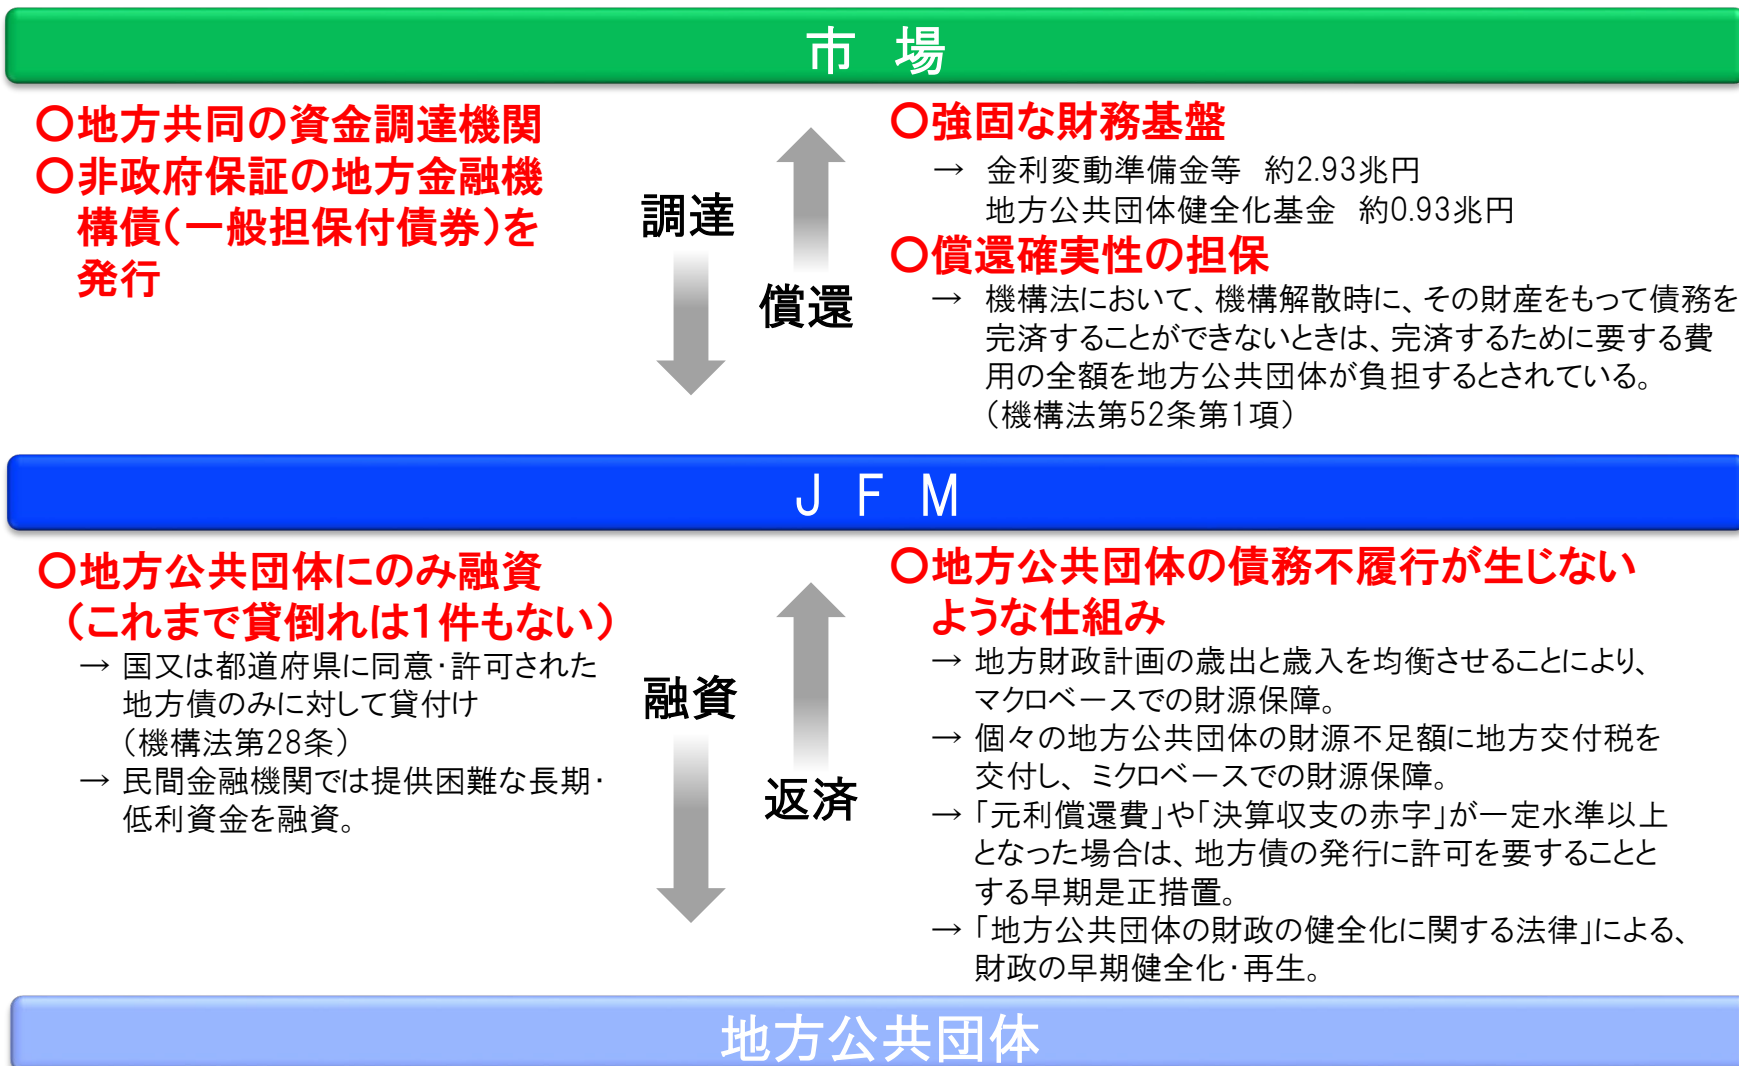 市 場
〇地方共同の資金調達機関
〇非政府保証の地方金融機
構債(一般担保付債券)を
発行
調達
償還
〇強固な財務基盤
→ 金利変動準備金等 約2.93兆円
地方公共団体健全化基金 約0.93兆円
〇償還確実性の担保
→ 機構法において、機構解散時に、その財産をもって債務を
完済することができないときは、完済するために要する費
用の全額を地方公共団体が負担するとされている。
(機構法第52条第1項)
J F M
〇地方公共団体にのみ融資
(これまで貸倒れは1件もない)
→ 国又は都道府県に同意・許可された
地方債のみに対して貸付け
(機構法第28条)
→ 民間金融機関では提供困難な長期・
低利資金を融資。
融資
返済
〇地方公共団体の債務不履行が生じない
ような仕組み
→ 地方財政計画の歳出と歳入を均衡させることにより、
マクロベースでの財源保障。
→ 個々の地方公共団体の財源不足額に地方交付税を
交付し、ミクロベースでの財源保障。
→ 「元利償還費」や「決算収支の赤字」が一定水準以上
となった場合は、地方債の発行に許可を要することと
する早期是正措置。
→ 「地方公共団体の財政の健全化に関する法律」による、
財政の早期健全化・再生。
地方公共団体